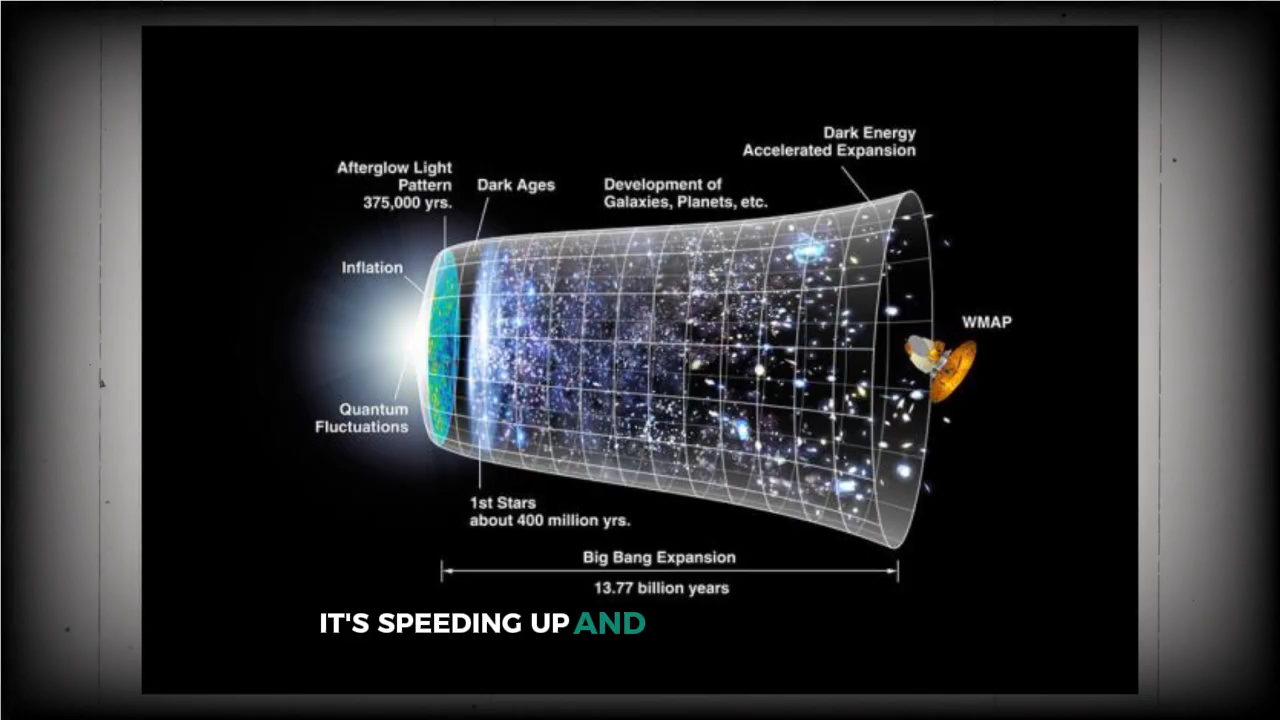 Dark Energy
Accelerated Expansion
Afterglow Light
Pattern
375,000 yrs.
Dark Ages
Development of
Galaxies, Planets, etc.
Inflation
WMAP
Quantum
Fluctuations
1st Stars
about 400 million yrs.
Big Bang Expansion
13.77 billion years
IT'S SPEEDING UP AND